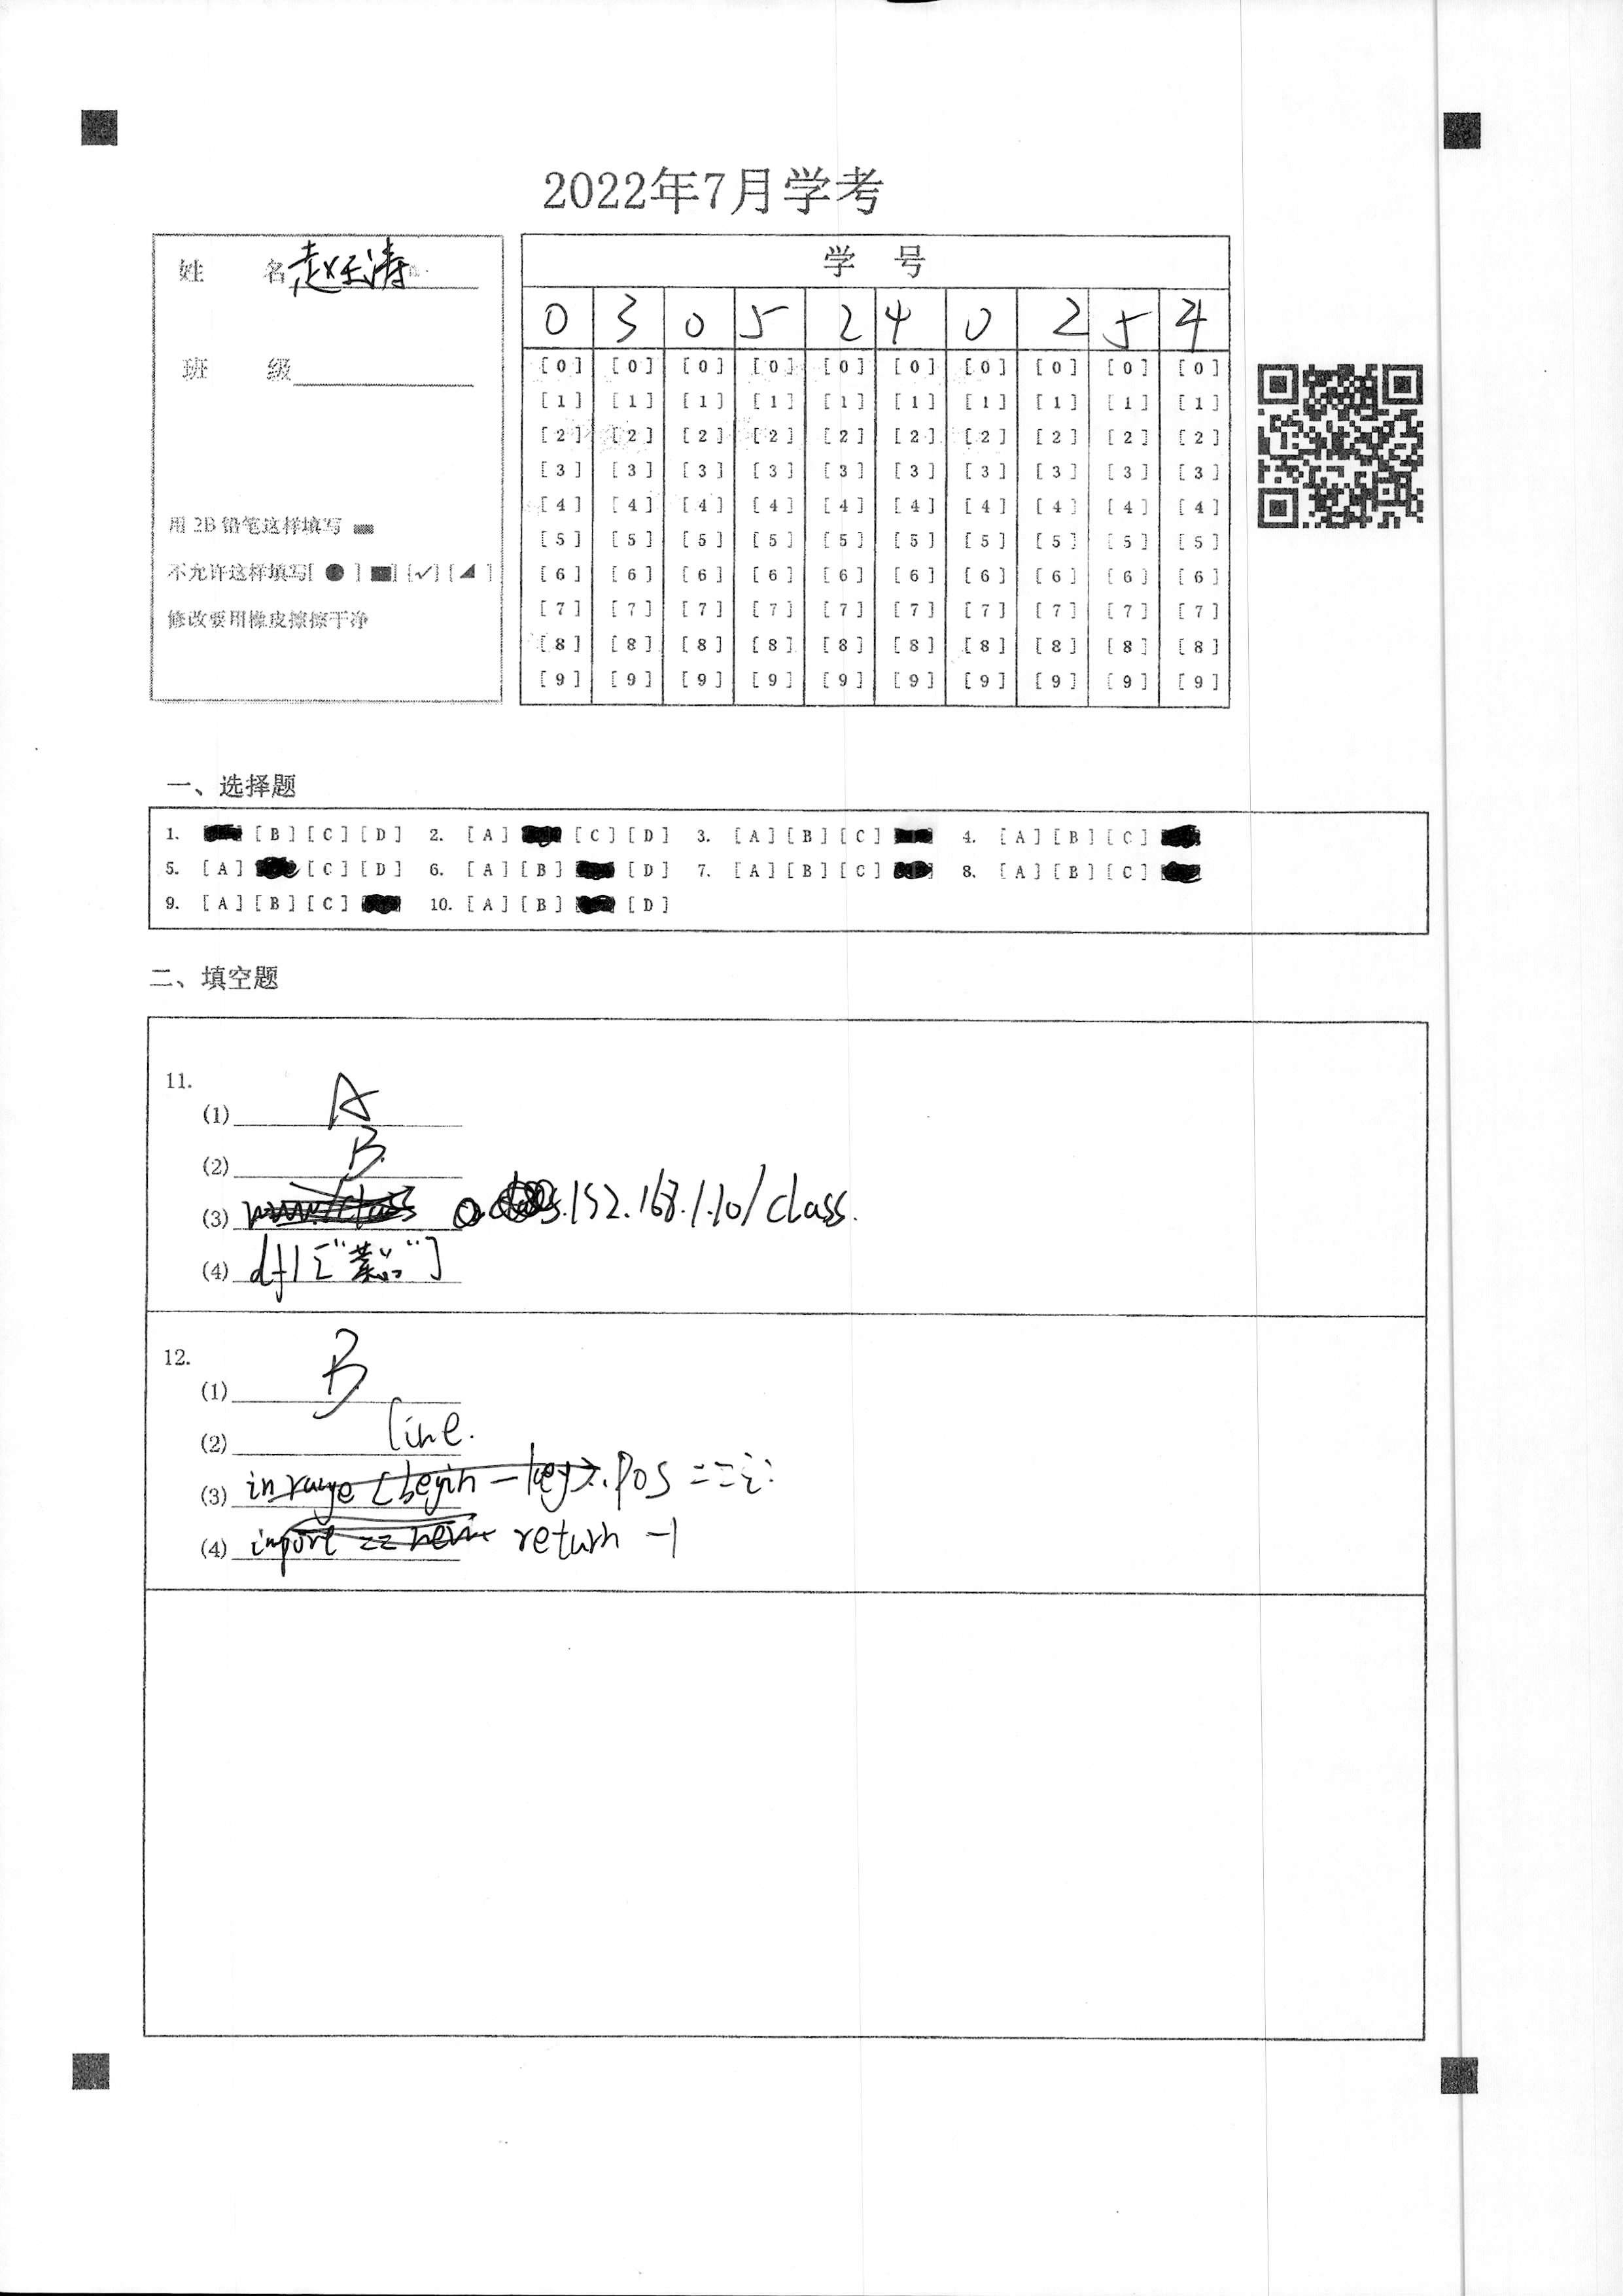 2022年7月学考
姓 名 赵王涛
班 级
用2B铅笔这样填写
不允许这样填写[ ● ] ■] [✓] [ ◢ ]
修改要用橡皮擦擦干净
学 号
0 3 0 5 2 4 0 2 5 4
[0] [0] [0] [0] [0] [0] [0] [0] [0] [0]
[1] [1] [1] [1] [1] [1] [1] [1] [1] [1]
[2] [2] [2] [2] [2] [2] [2] [2] [2] [2]
[3] [3] [3] [3] [3] [3] [3] [3] [3] [3]
[4] [4] [4] [4] [4] [4] [4] [4] [4] [4]
[5] [5] [5] [5] [5] [5] [5] [5] [5] [5]
[6] [6] [6] [6] [6] [6] [6] [6] [6] [6]
[7] [7] [7] [7] [7] [7] [7] [7] [7] [7]
[8] [8] [8] [8] [8] [8] [8] [8] [8] [8]
[9] [9] [9] [9] [9] [9] [9] [9] [9] [9]
一、选择题
1. [B] [C] [D] 2. [A] [C] [D] 3. [A] [B] [C] 4. [A] [B] [C]
5. [A] [C] [D] 6. [A] [B] [D] 7. [A] [B] [C] 8. [A] [B] [C]
9. [A] [B] [C] 10. [A] [B] [D]
二、填空题
11.
(1) A
(2) B
(3) 192.168.1.10/class.
(4) df1["菜品"]
12.
(1) B
(2) line.
(3) in range (begin - key). pos == i:
(4) import == return -1